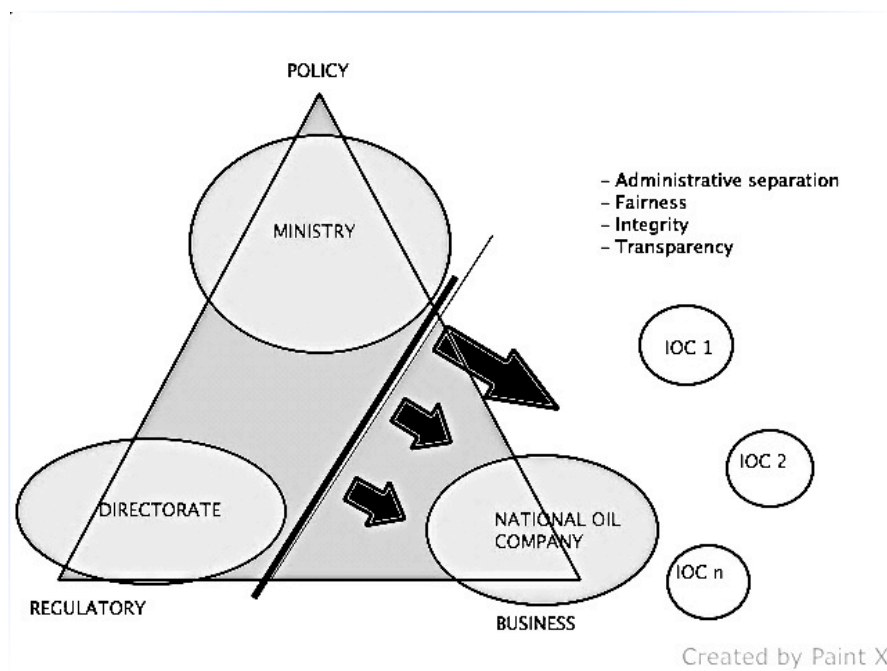 POLICY
MINISTRY
- Administrative separation
- Fairness
- Integrity
- Transparency
IOC 1
IOC 2
DIRECTORATE
NATIONAL OIL
COMPANY
IOC n
REGULATORY
BUSINESS
Created by Paint X